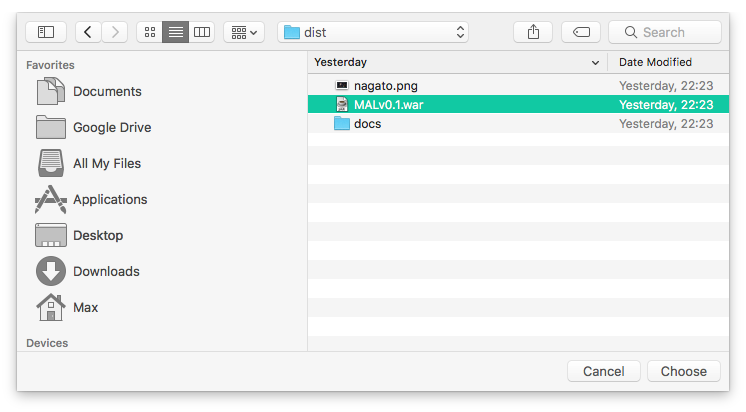 dist
Search
Favorites
Documents
Google Drive
All My Files
Applications
Desktop
Downloads
Max
Devices
Yesterday Date Modified
nagato.png Yesterday, 22:23
MALv0.1.war Yesterday, 22:23
docs Yesterday, 22:23
Cancel Choose